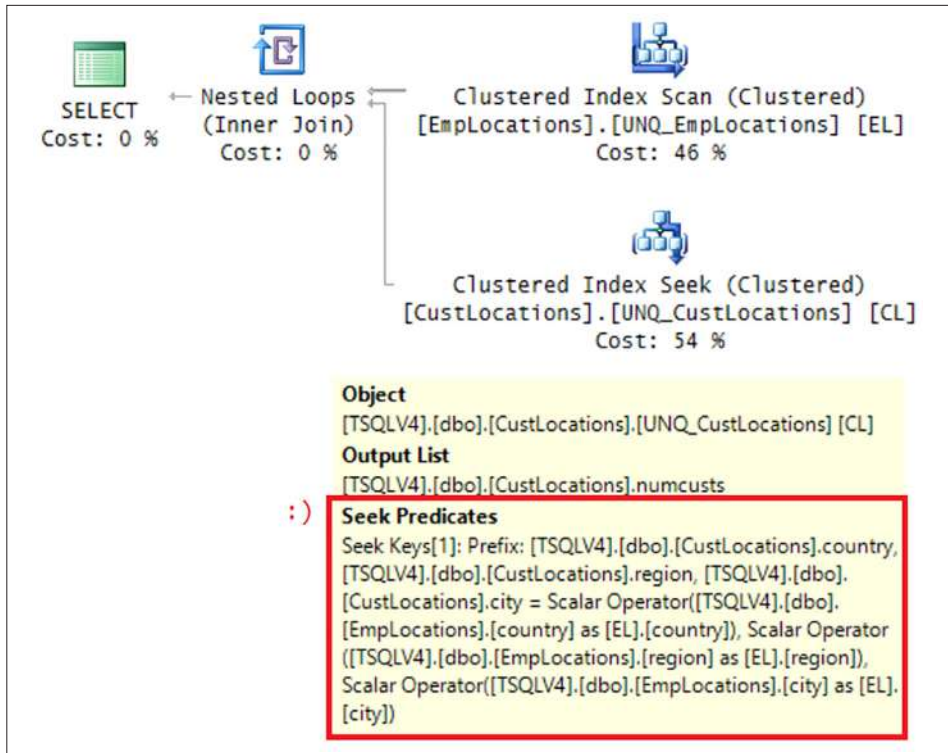 SELECT
Cost: 0 %
Nested Loops
(Inner Join)
Cost: 0 %
Clustered Index Scan (Clustered)
[EmpLocations].[UNQ_EmpLocations] [EL]
Cost: 46 %
Clustered Index Seek (Clustered)
[CustLocations].[UNQ_CustLocations] [CL]
Cost: 54 %
Object
[TSQLV4].[dbo].[CustLocations].[UNQ_CustLocations] [CL]
Output List
[TSQLV4].[dbo].[CustLocations].numcusts
:)
Seek Predicates
Seek Keys[1]: Prefix: [TSQLV4].[dbo].[CustLocations].country,
[TSQLV4].[dbo].[CustLocations].region, [TSQLV4].[dbo].
[CustLocations].city = Scalar Operator([TSQLV4].[dbo].
[EmpLocations].[country] as [EL].[country]), Scalar Operator
([TSQLV4].[dbo].[EmpLocations].[region] as [EL].[region]),
Scalar Operator([TSQLV4].[dbo].[EmpLocations].[city] as [EL].
[city])